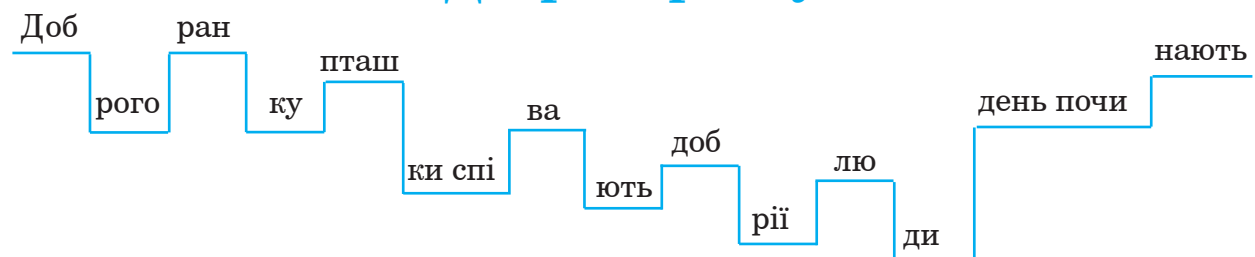 Доб рого ран ку пташ ки спі ва ють доб рії лю ди день почи нають